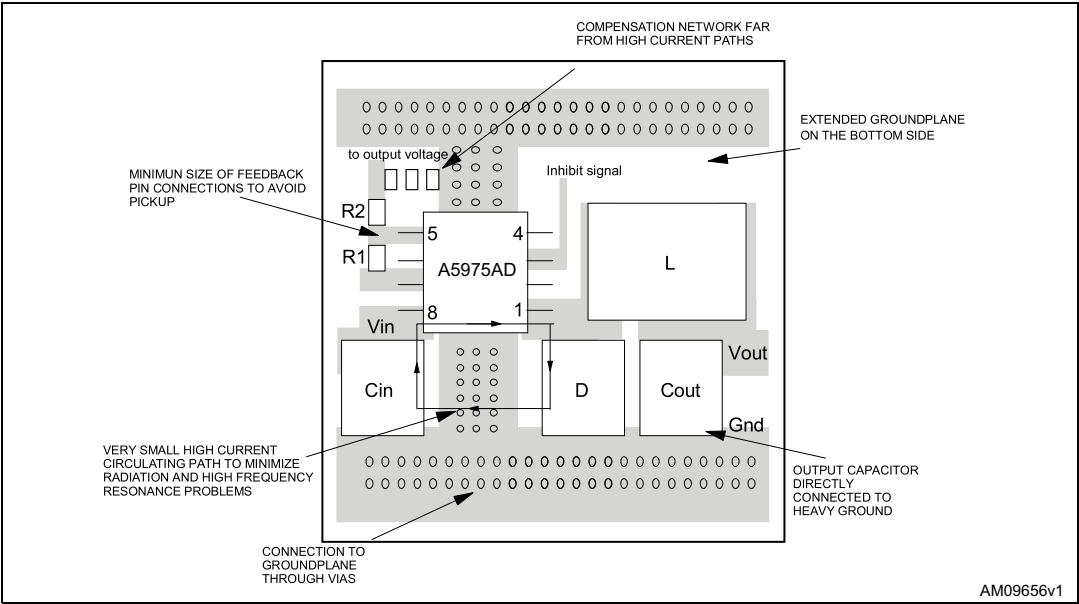 COMPENSATION NETWORK FAR
FROM HIGH CURRENT PATHS
EXTENDED GROUNDPLANE
ON THE BOTTOM SIDE
to output voltage
Inhibit signal
MINIMUN SIZE OF FEEDBACK
PIN CONNECTIONS TO AVOID
PICKUP
R2
R1
5
4
A5975AD
8
1
L
Vin
Vout
Cin
D
Cout
Gnd
VERY SMALL HIGH CURRENT
CIRCULATING PATH TO MINIMIZE
RADIATION AND HIGH FREQUENCY
RESONANCE PROBLEMS
OUTPUT CAPACITOR
DIRECTLY
CONNECTED TO
HEAVY GROUND
CONNECTION TO
GROUNDPLANE
THROUGH VIAS
AM09656v1